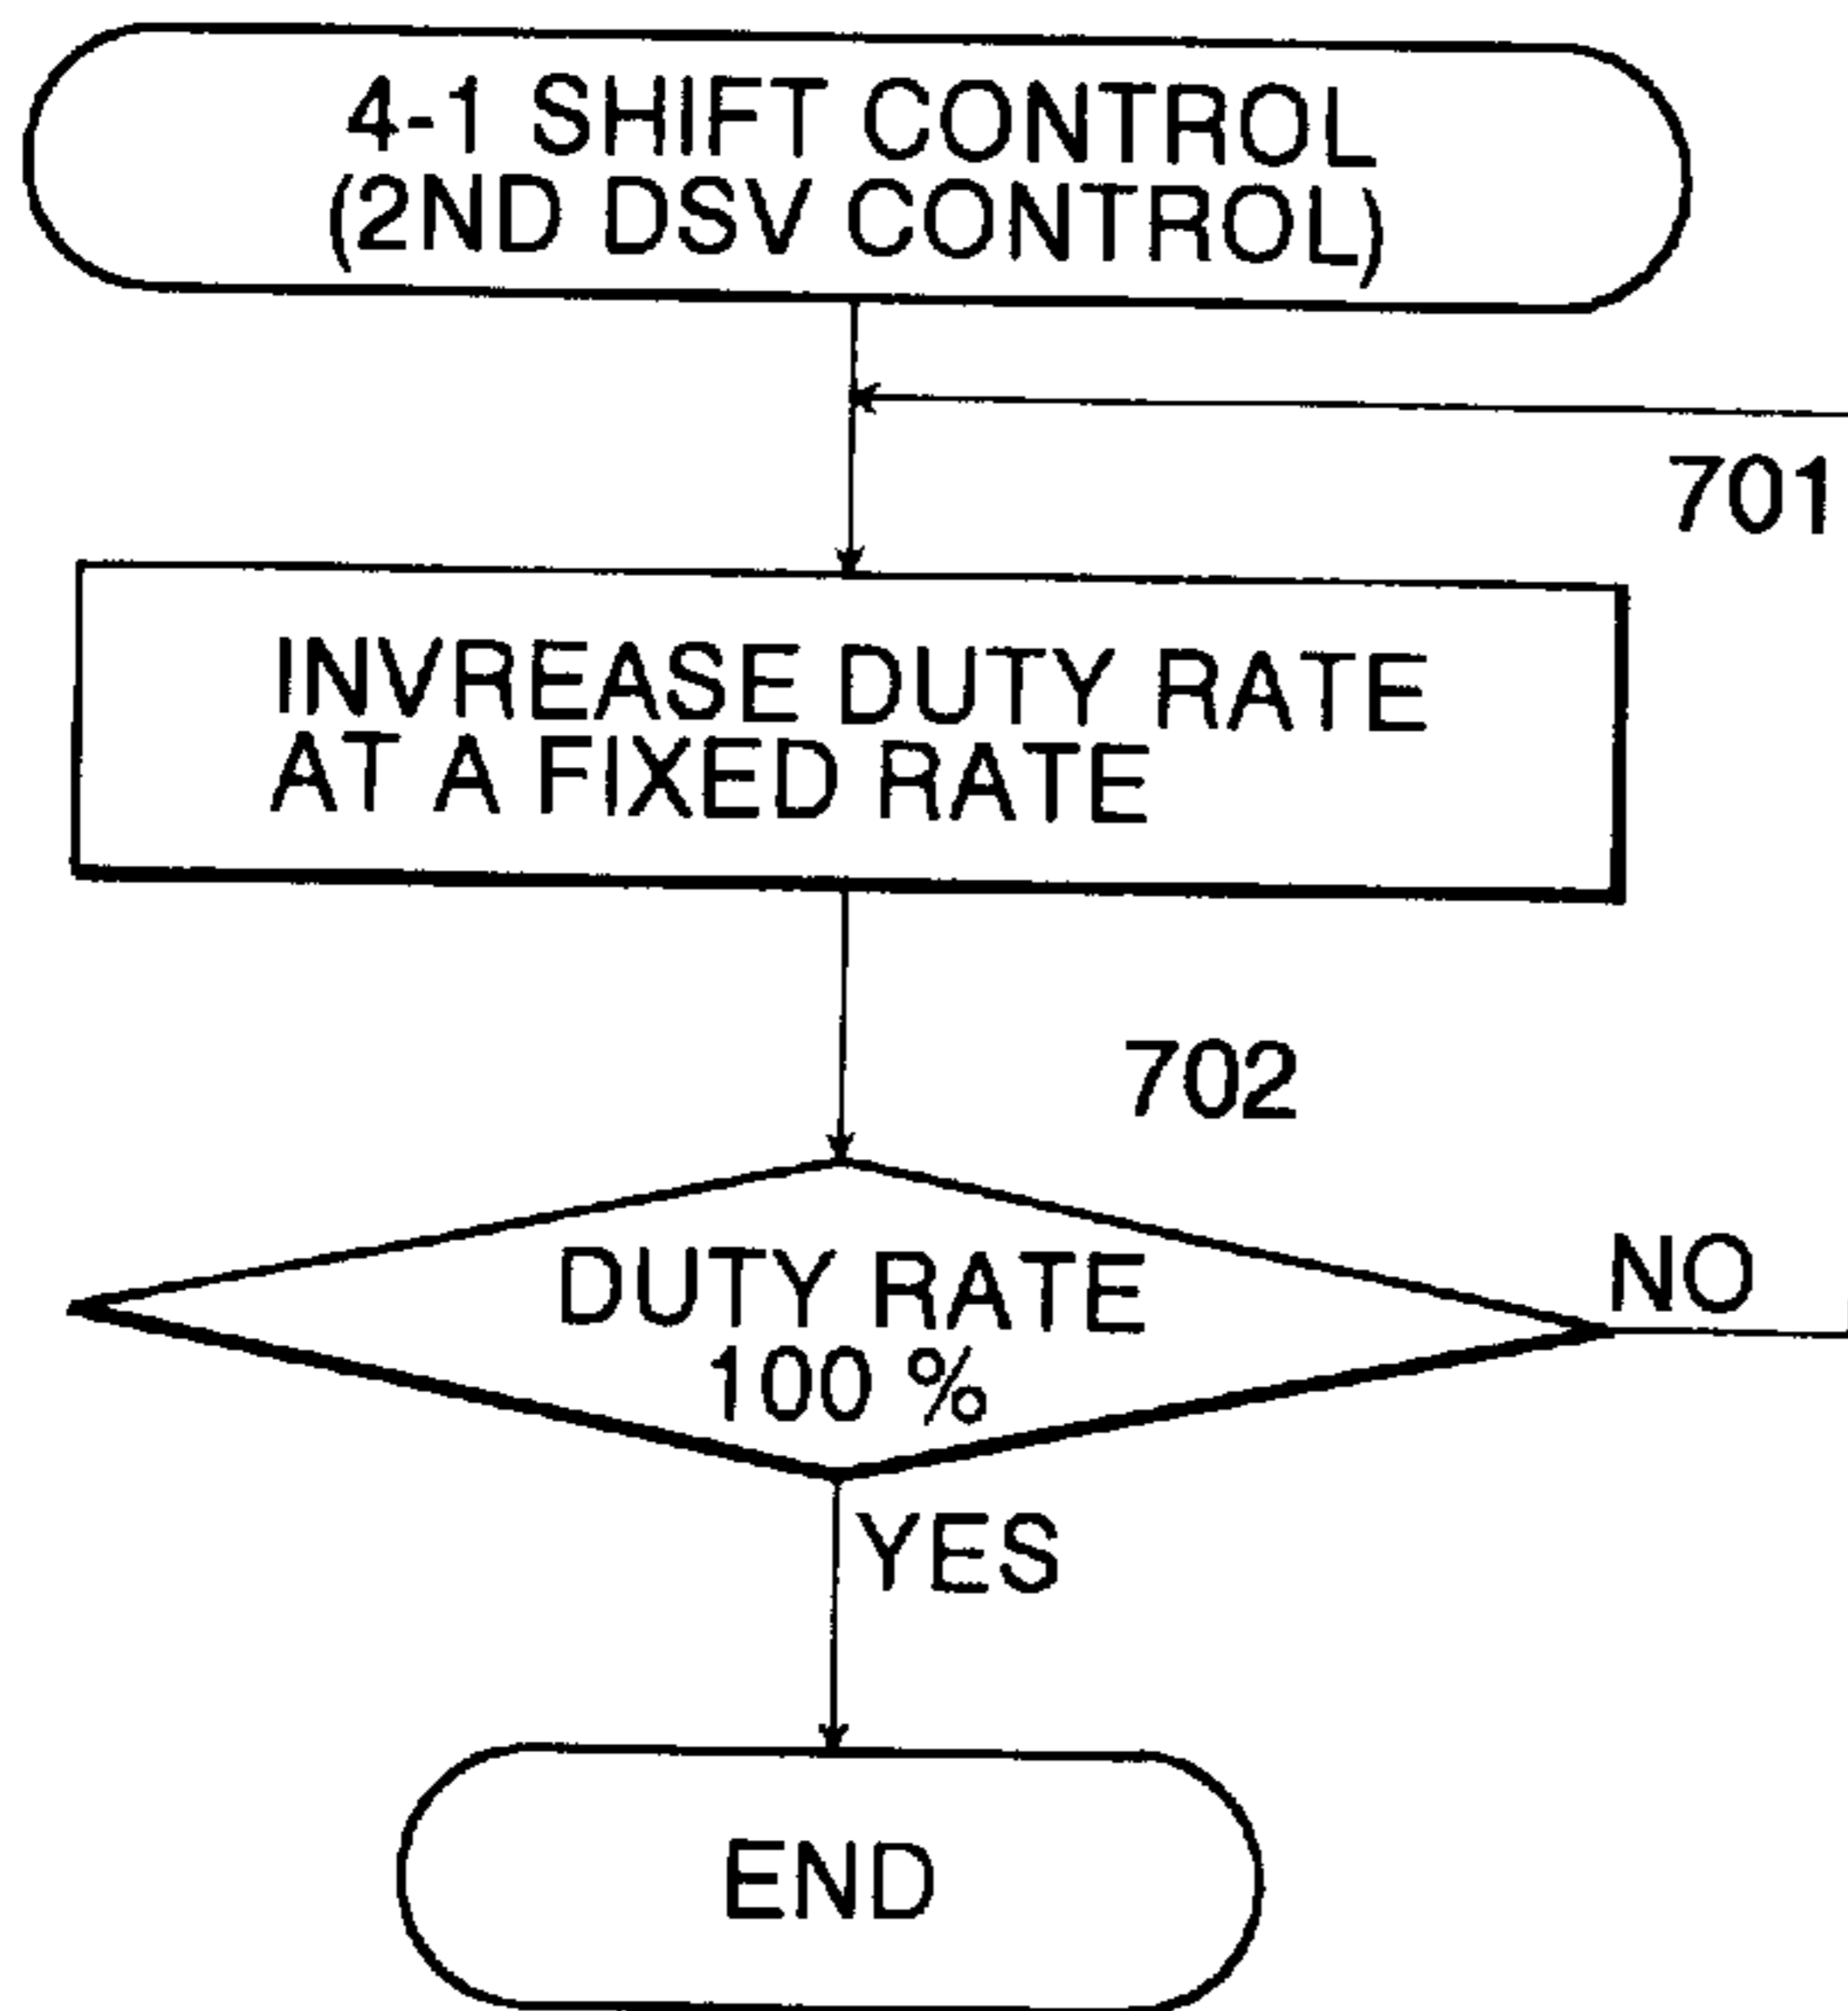 4-1 SHIFT CONTROL
(2ND DSV CONTROL)
701
INVREASE DUTY RATE
AT A FIXED RATE
702
DUTY RATE
100 %
NO
YES
END